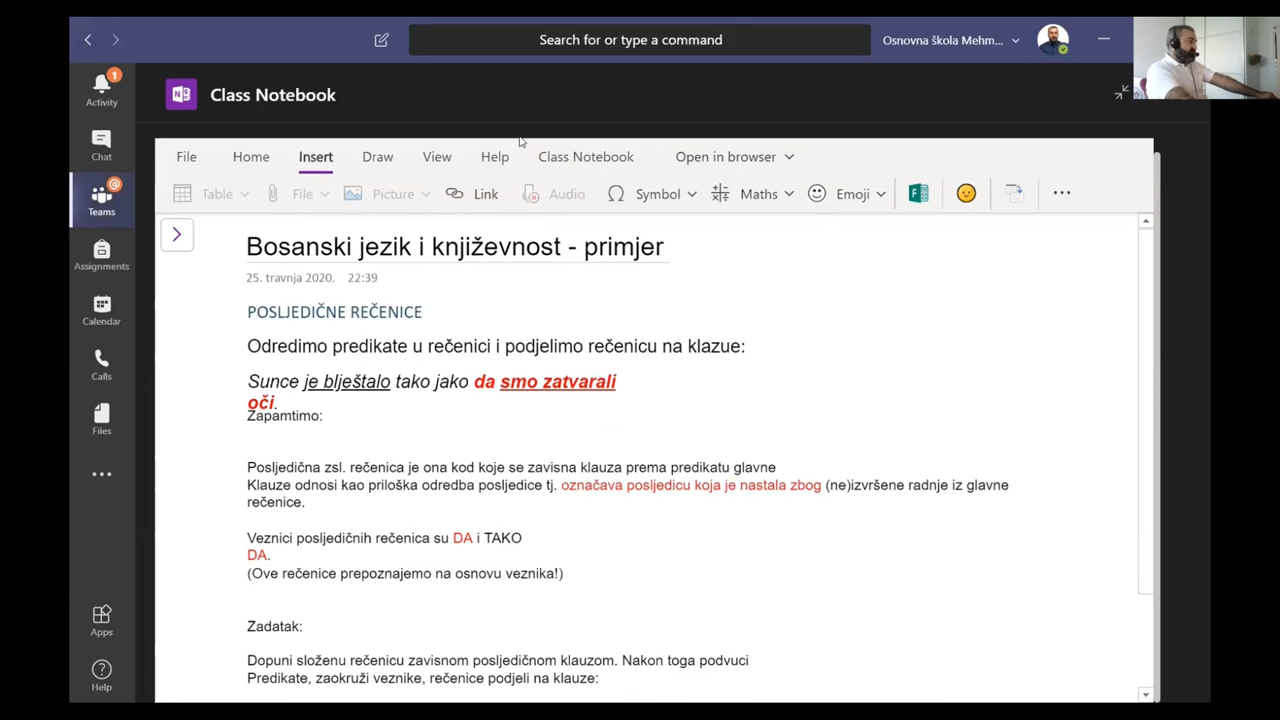 Search for or type a command
Osnovna škola Mehm...
1
Activity
Chat
Teams
Assignments
Calendar
Calls
Files
Apps
Help
N
Class Notebook
File Home Insert Draw View Help Class Notebook Open in browser
Table File Picture Link Audio Symbol Maths Emoji
Bosanski jezik i književnost - primjer
25. travnja 2020. 22:39
POSLJEDIČNE REČENICE
Odredimo predikate u rečenici i podjelimo rečenicu na klazue:
Sunce je blještalo tako jako da smo zatvarali
oči.
Zapamtimo:
Posljedična zsl. rečenica je ona kod koje se zavisna klauza prema predikatu glavne
Klauze odnosi kao priloška odredba posljedice tj. označava posljedicu koja je nastala zbog (ne)izvršene radnje iz glavne
rečenice.
Veznici posljedičnih rečenica su DA i TAKO
DA.
(Ove rečenice prepoznajemo na osnovu veznika!)
Zadatak:
Dopuni složenu rečenicu zavisnom posljedičnom klauzom. Nakon toga podvuci
Predikate, zaokruži veznike, rečenice podjeli na klauze: